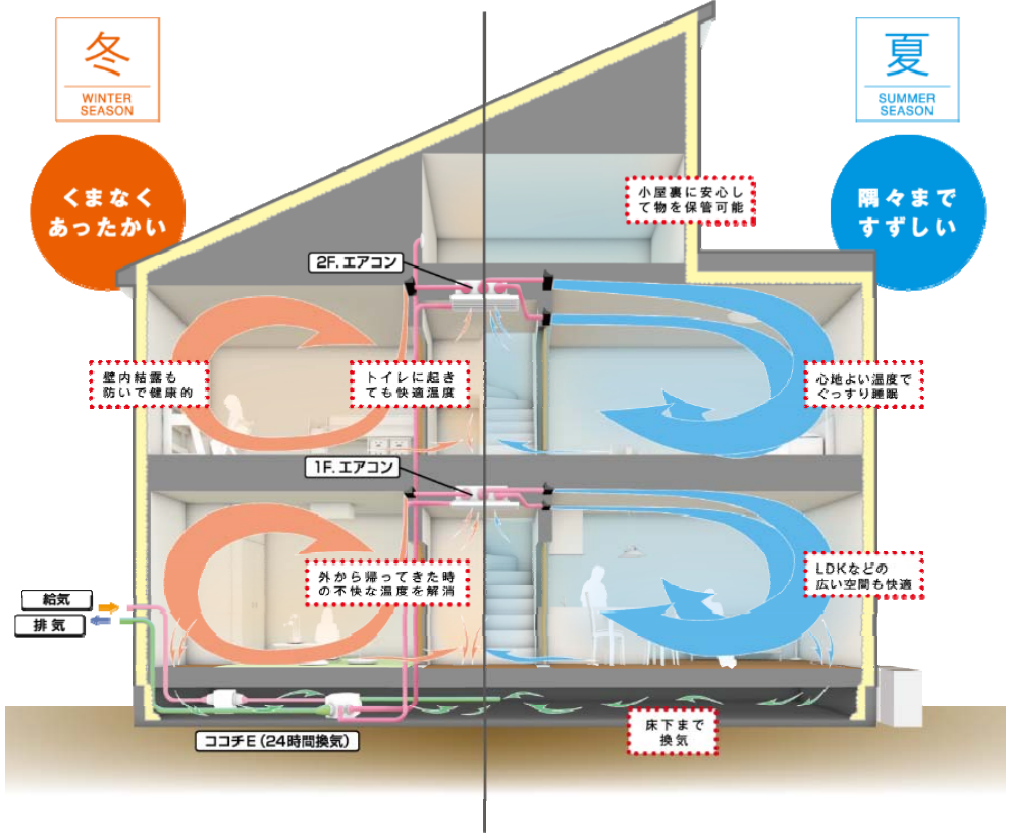 冬
WINTER
SEASON
くまなく
あったかい
夏
SUMMER
SEASON
隅々まで
すずしい
小屋裏に安心し
て物を保管可能
2F.エアコン
壁内結露も
防いで健康的
トイレに起き
ても快適温度
心地よい温度で
ぐっすり睡眠
1F.エアコン
外から帰ってきた時
の不快な温度を解消
LDKなどの
広い空間も快適
給気
排気
ココチE(24時間換気)
床下まで
換気